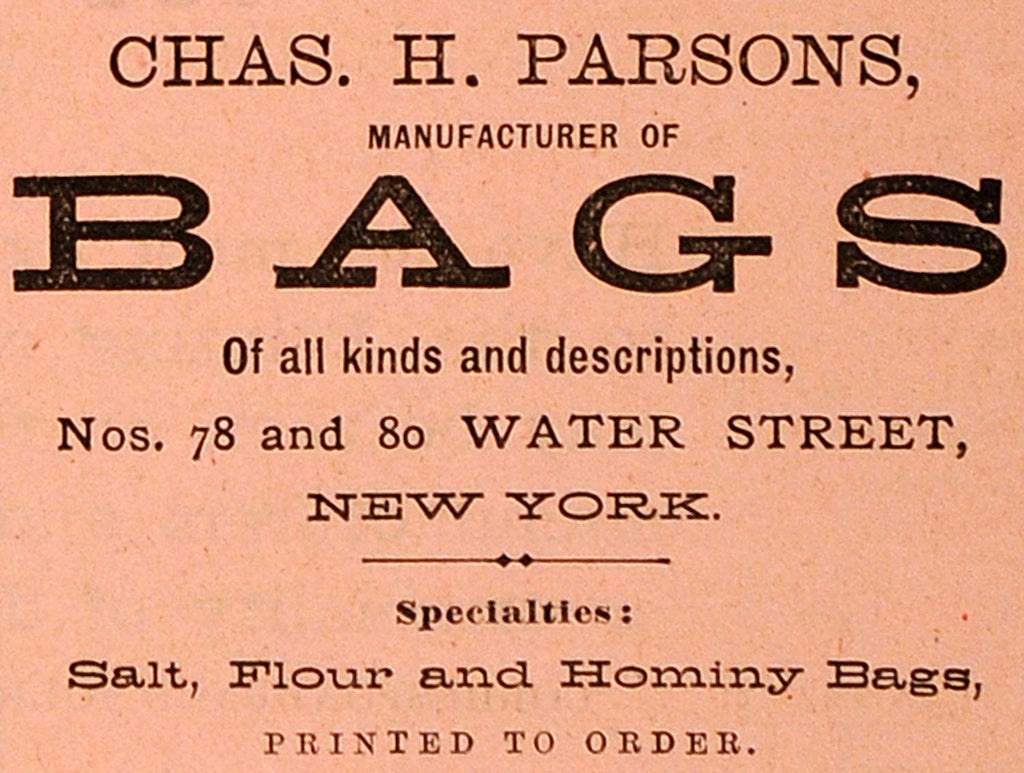 CHAS. H. PARSONS,
MANUFACTURER OF
BAGS
Of all kinds and descriptions,
Nos. 78 and 80 WATER STREET,
NEW YORK.
Specialties:
Salt, Flour and Hominy Bags,
PRINTED TO ORDER.